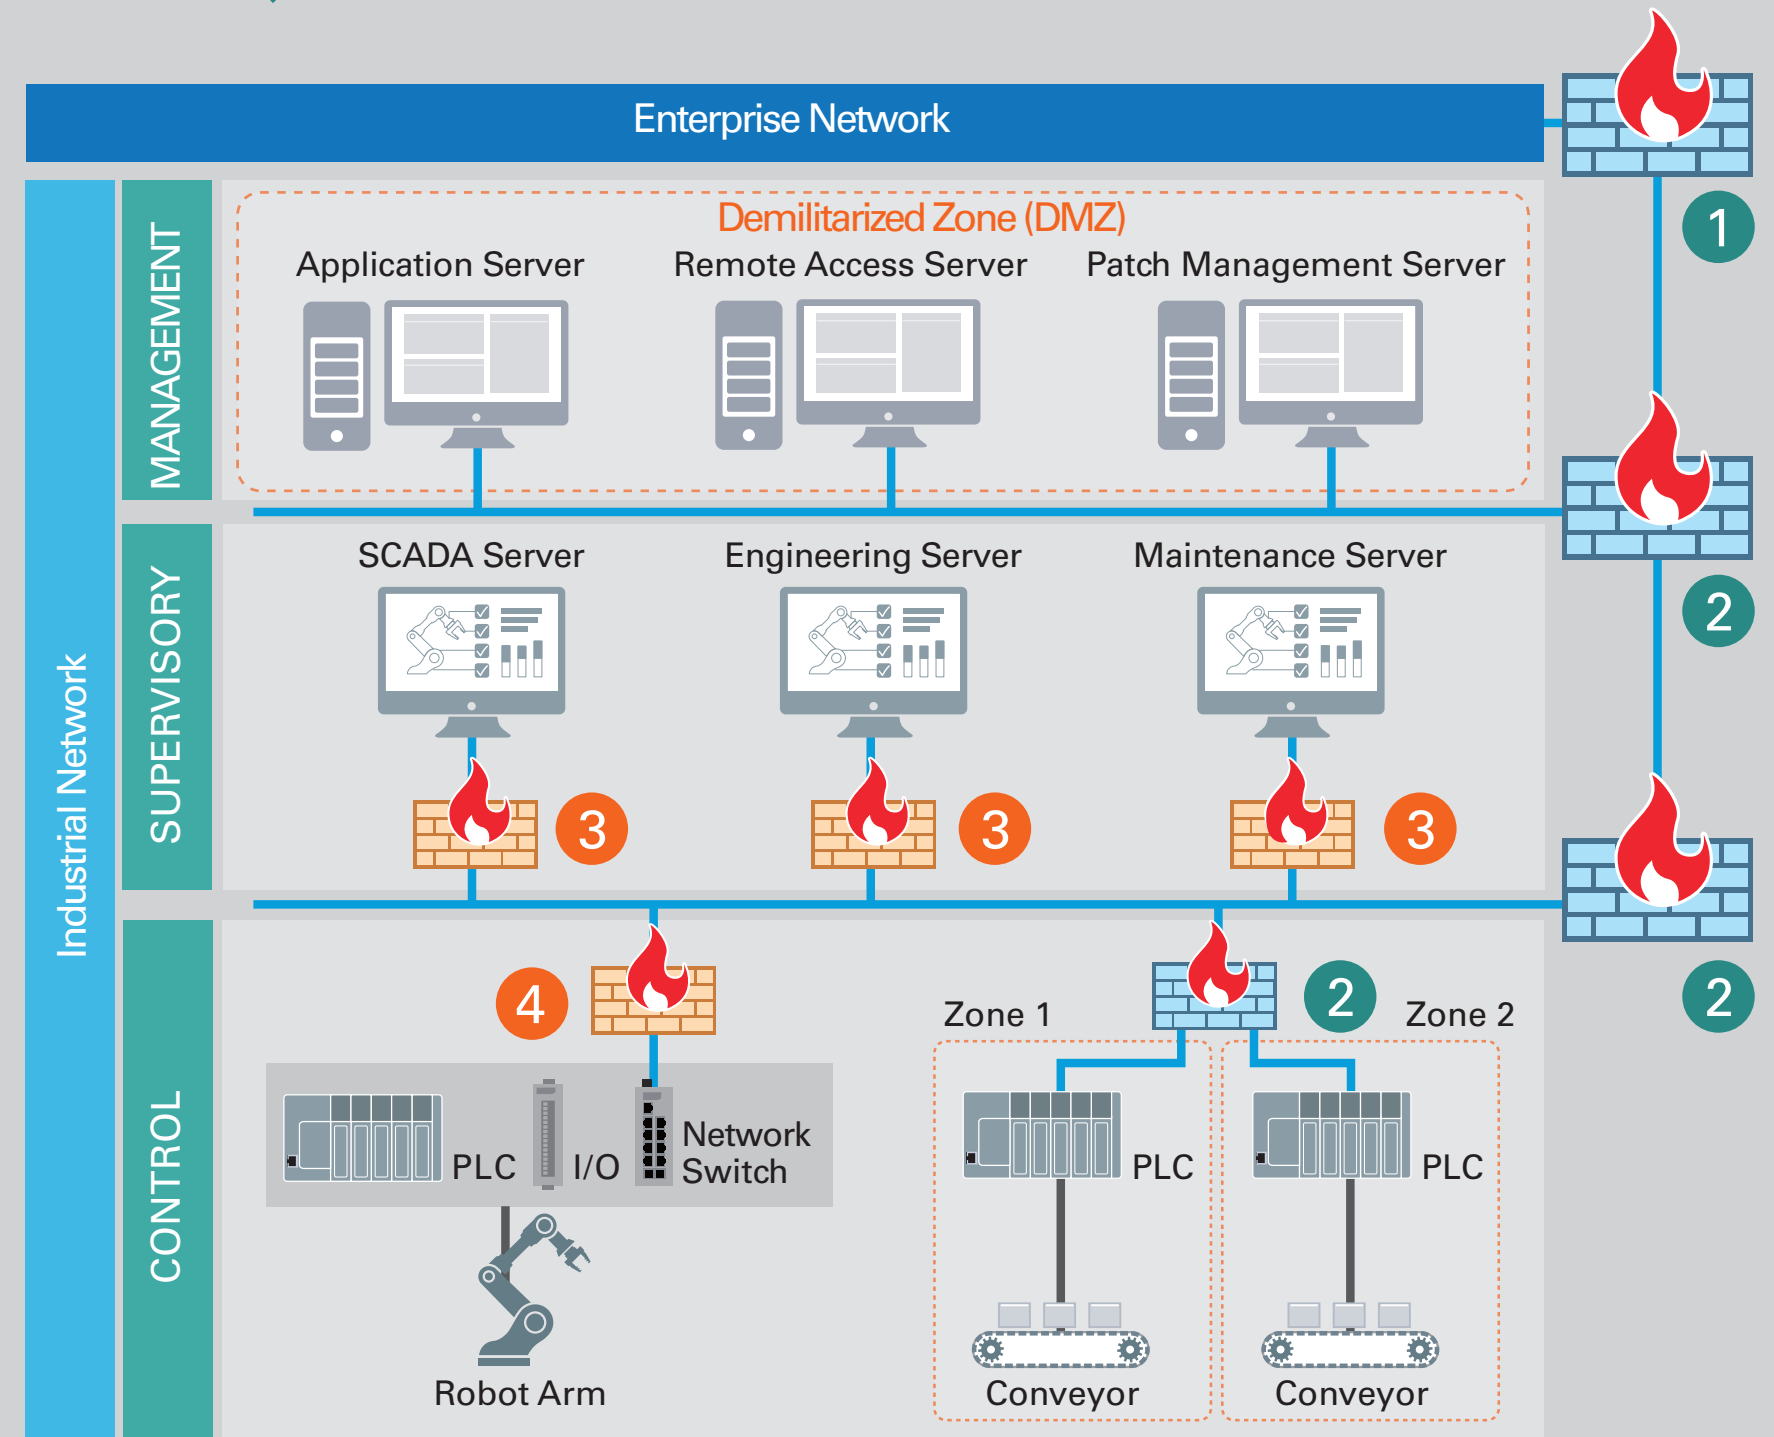 Enterprise Network
Industrial Network
MANAGEMENT
Demilitarized Zone (DMZ)
Application Server
Remote Access Server
Patch Management Server
1
2
SUPERVISORY
SCADA Server
Engineering Server
Maintenance Server
3
3
3
2
CONTROL
4
2
Zone 1
Zone 2
PLC
I/O
Network
Switch
PLC
PLC
Robot Arm
Conveyor
Conveyor